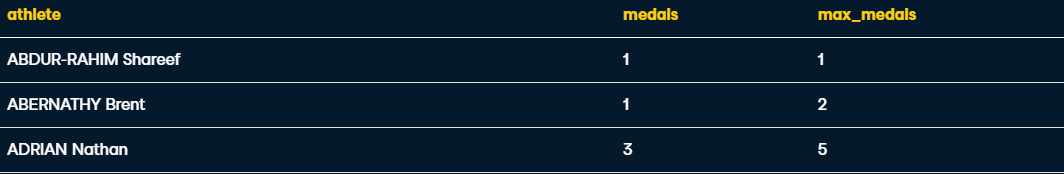 athlete medals max_medals
ABDUR-RAHIM Shareef 1 1
ABERNATHY Brent 1 2
ADRIAN Nathan 3 5